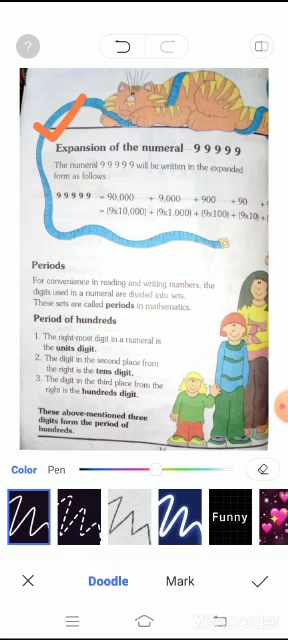 ?
Expansion of the numeral 9 9 9 9 9
The numeral 9 9 9 9 9 will be written in the expanded
form as follows :
9 9 9 9 9 = 90,000 + 9,000 + 900 + 90 +
= (9x10,000) + (9x1,000) + (9x100) + (9x10) +
Periods
For convenience in reading and writing numbers, the
digits used in a numeral are divided into sets.
These sets are called periods in mathematics.
Period of hundreds
1. The right-most digit in a numeral is
the units digit.
2. The digit in the second place from
the right is the tens digit.
3. The digit in the third place from the
right is the hundreds digit.
These above-mentioned three
digits form the period of
hundreds.
Color Pen
Funny
Doodle Mark
XRecorder